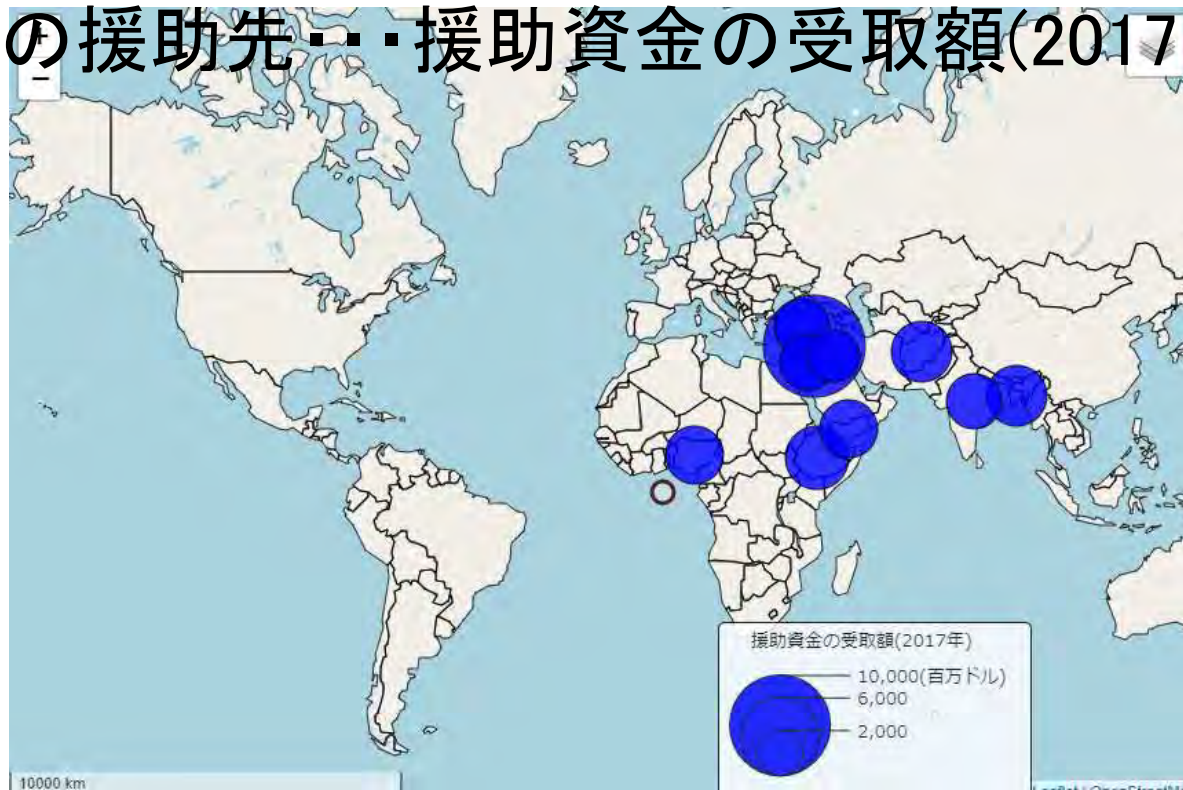 の援助先･･･援助資金の受取額(2017
+
−
援助資金の受取額(2017年)
10,000(百万ドル)
6,000
2,000
10000 km